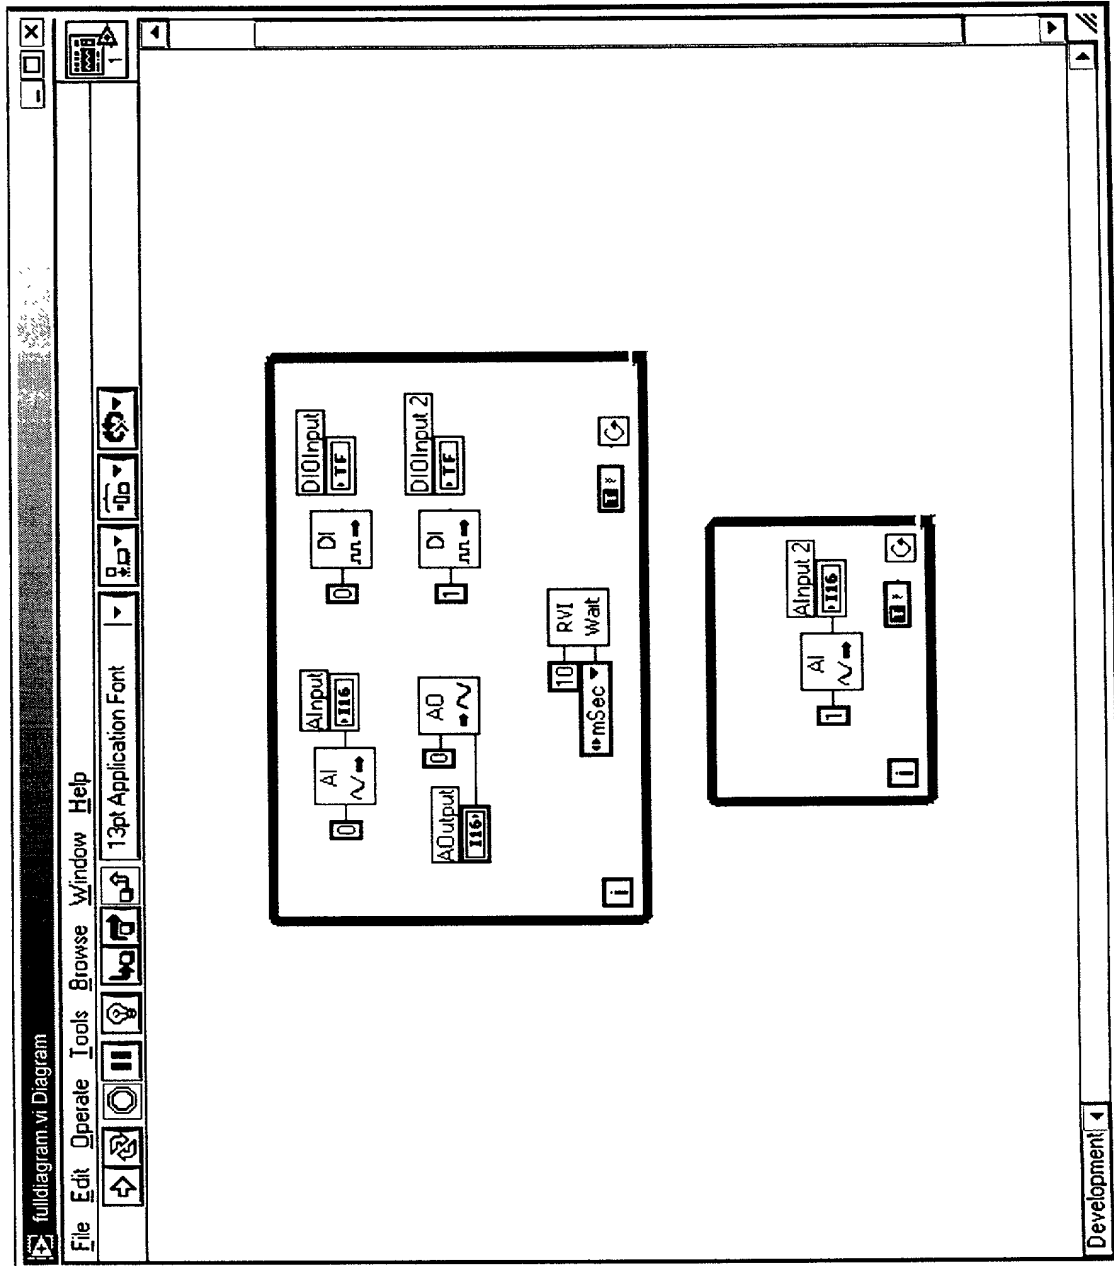 fulldiagram.vi Diagram
File Edit Operate Tools Browse Window Help
13pt Application Font
1
AInput
DIOInput
0
AI
I16
0
DI
TF
AOutput
0
AO
DIOInput 2
I16
1
DI
TF
10
RVI
Wait
mSec
i
T
AInput 2
1
AI
I16
i
T
Development